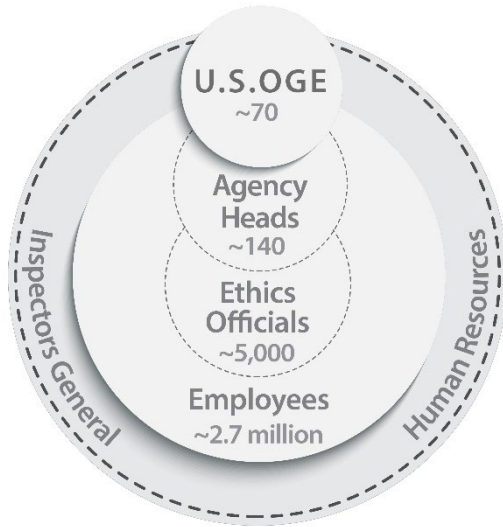 U.S.OGE
~70
Agency
Heads
~140
Ethics
Officials
~5,000
Employees
~2.7 million
Inspectors General
Human Resources